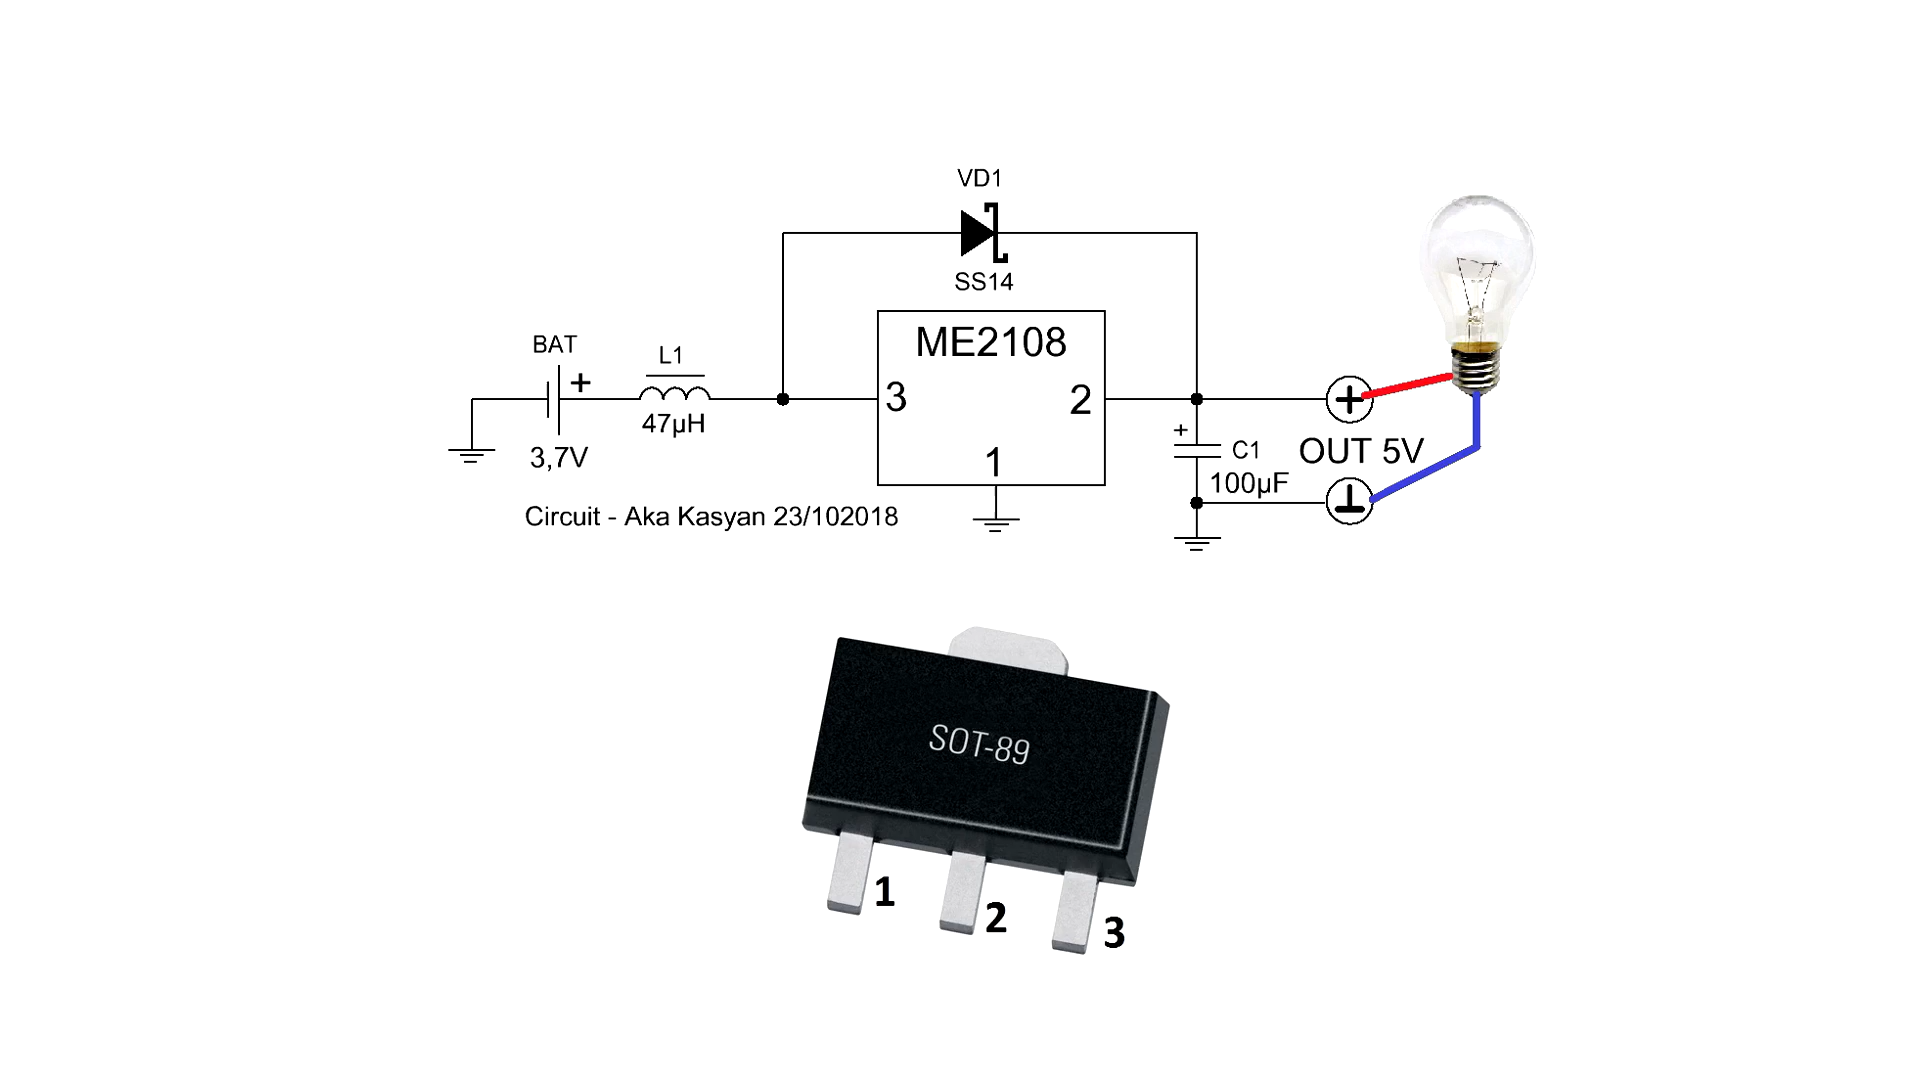 VD1
SS14
ME2108
BAT
+
L1
3
2
47µH
+
3,7V
1
C1
OUT 5V
100µF
Circuit - Aka Kasyan 23/102018
SOT-89
1
2
3